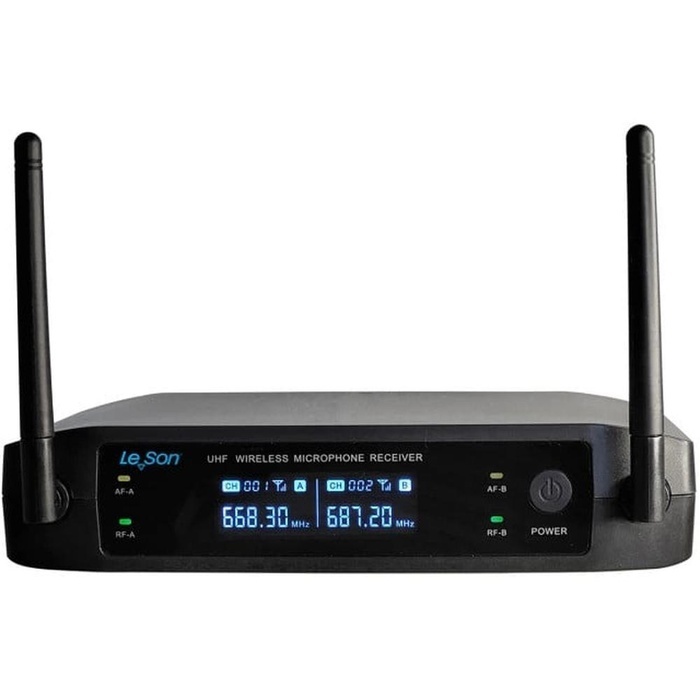 LeSon
UHF WIRELESS MICROPHONE RECEIVER
AF-A
RF-A
CH 001 A
668.30 MHz
CH 002 B
687.20 MHz
AF-B
RF-B
POWER